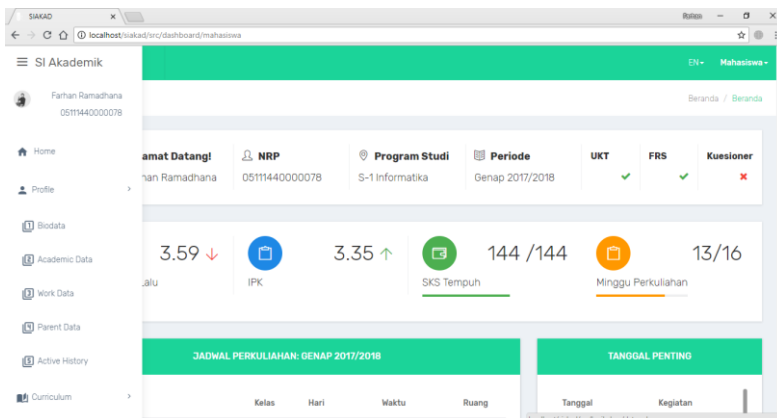 SIAKAD
localhost/siakad/src/dashboard/mahasiswa
SI Akademik
EN
Mahasiswa
Farhan Ramadhana
05111440000078
Beranda / Beranda
Home
Profile
Biodata
Academic Data
Work Data
Parent Data
Active History
Curriculum
amat Datang!
han Ramadhana
NRP
05111440000078
Program Studi
S-1 Informatika
Periode
Genap 2017/2018
UKT
FRS
Kuesioner
3.59
alu
3.35
IPK
144 /144
SKS Tempuh
13/16
Minggu Perkuliahan
JADWAL PERKULIAHAN: GENAP 2017/2018
Kelas Hari Waktu Ruang
TANGGAL PENTING
Tanggal Kegiatan